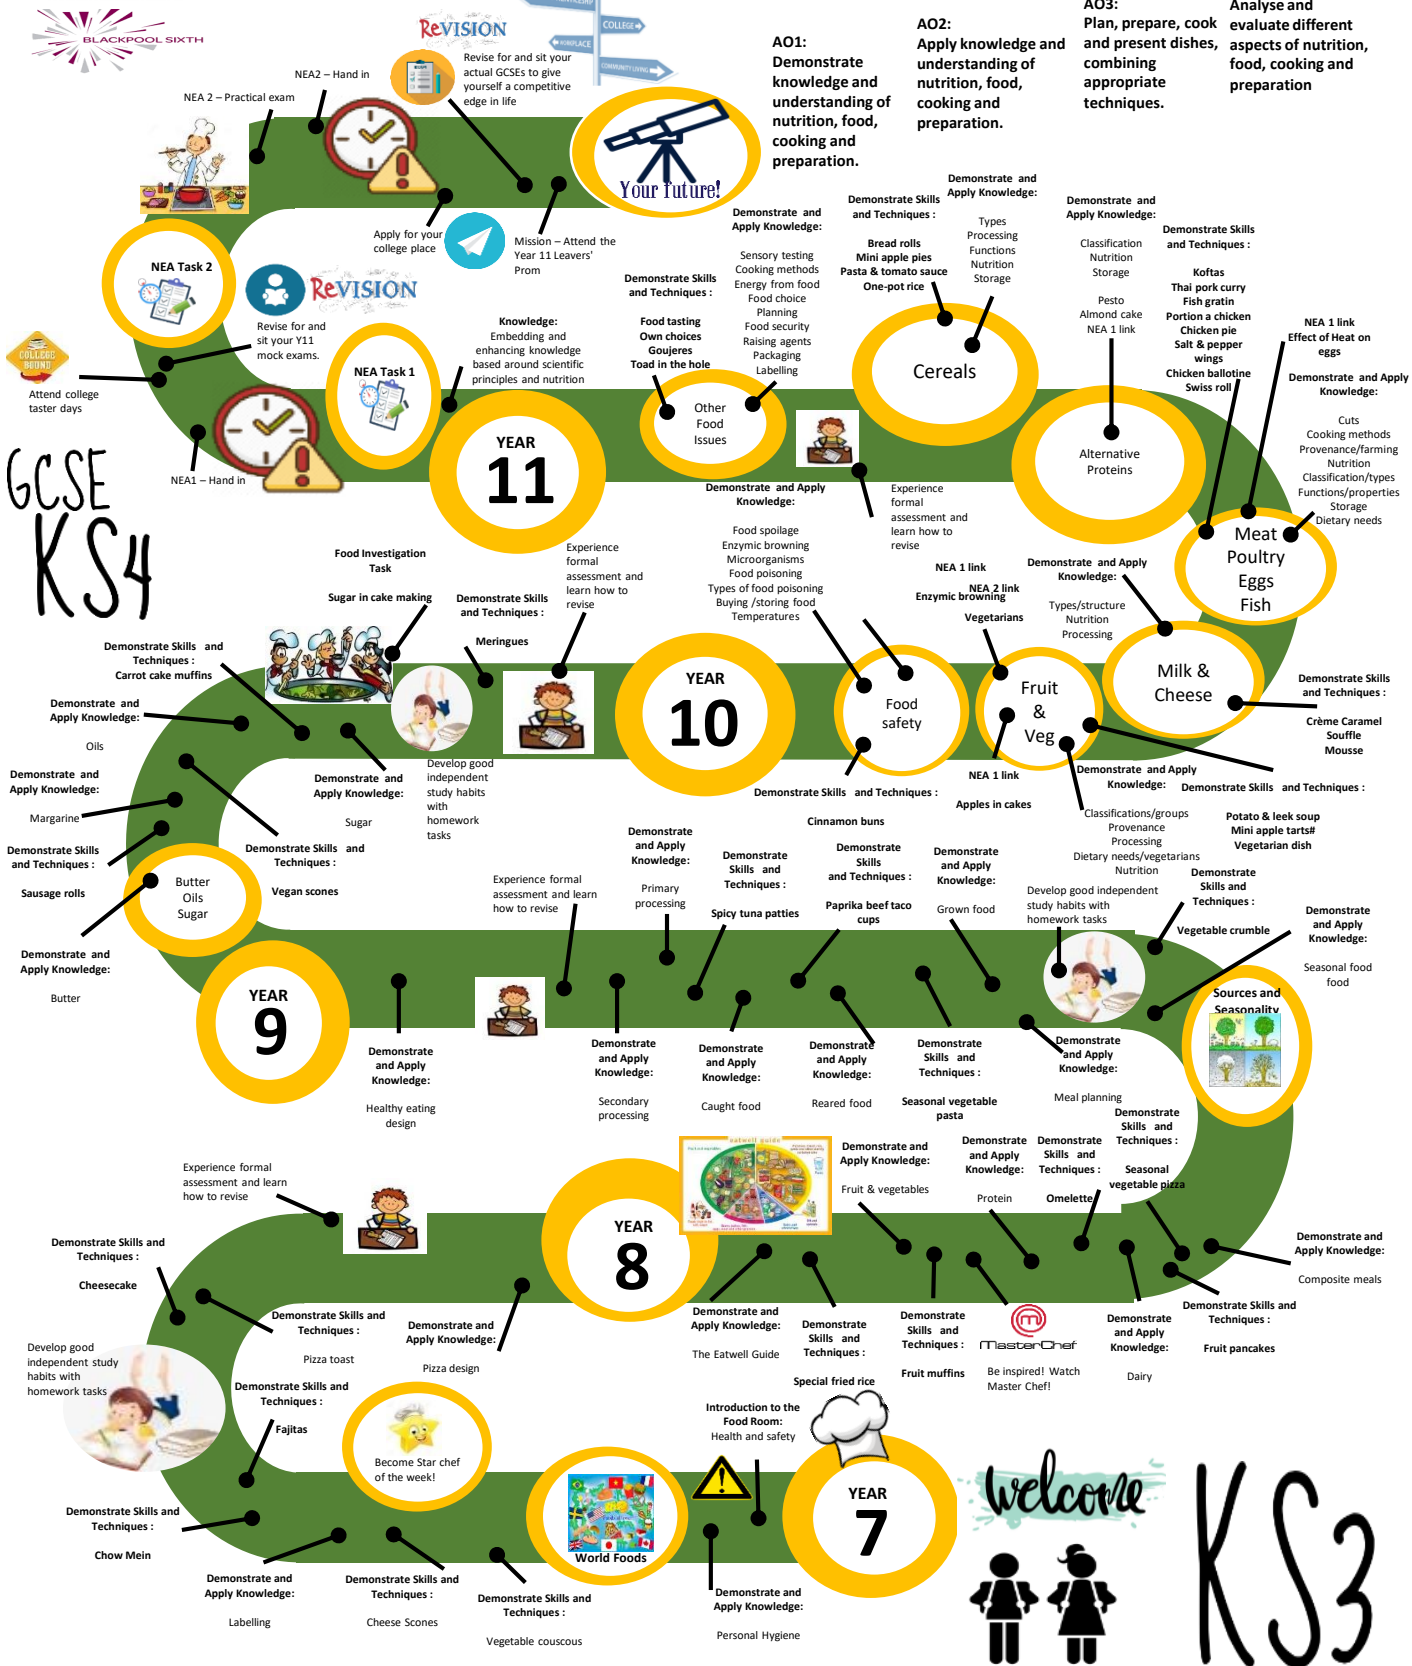 BLACKPOOL SIXTH
ReVISION
COLLEGE
WORKPLACE
COMMUNITY LIVING
NEA2 – Hand in
NEA 2 – Practical exam
Revise for and sit your
actual GCSEs to give
yourself a competitive
edge in life
AO1:
Demonstrate
knowledge and
understanding of
nutrition, food,
cooking and
preparation.
AO2:
Apply knowledge and
understanding of
nutrition, food,
cooking and
preparation.
AO3:
Plan, prepare, cook
and present dishes,
combining
appropriate
techniques.
Analyse and
evaluate different
aspects of nutrition,
food, cooking and
preparation
Your future!
Apply for your
college place
Mission – Attend the
Year 11 Leavers'
Prom
NEA Task 2
ReVISION
Revise for and
sit your Y11
mock exams.
COLLEGE
BOUND
Attend college
taster days
NEA1 – Hand in
NEA Task 1
Knowledge:
Embedding and
enhancing knowledge
based around scientific
principles and nutrition
YEAR
11
Demonstrate Skills
and Techniques :
Food tasting
Own choices
Goujeres
Toad in the hole
Demonstrate and
Apply Knowledge:
Sensory testing
Cooking methods
Energy from food
Food choice
Planning
Food security
Raising agents
Packaging
Labelling
Other
Food
Issues
Demonstrate Skills
and Techniques :
Bread rolls
Mini apple pies
Pasta & tomato sauce
One-pot rice
Demonstrate and
Apply Knowledge:
Types
Processing
Functions
Nutrition
Storage
Cereals
Demonstrate and
Apply Knowledge:
Classification
Nutrition
Storage
Pesto
Almond cake
NEA 1 link
Alternative
Proteins
Demonstrate Skills
and Techniques :
Koftas
Thai pork curry
Fish gratin
Portion a chicken
Chicken pie
Salt & pepper
wings
Chicken ballotine
Swiss roll
NEA 1 link
Effect of Heat on
eggs
Demonstrate and Apply
Knowledge:
Cuts
Cooking methods
Provenance/farming
Nutrition
Classification/types
Functions/properties
Storage
Dietary needs
Meat
Poultry
Eggs
Fish
GCSE
KS4
Experience
formal
assessment and
learn how to
revise
Demonstrate and Apply
Knowledge:
Food spoilage
Enzymic browning
Microorganisms
Food poisoning
Types of food poisoning
Buying /storing food
Temperatures
NEA 1 link
Enzymic browning
NEA 2 link
Vegetarians
Demonstrate and Apply
Knowledge:
Types/structure
Nutrition
Processing
Milk &
Cheese
Demonstrate Skills
and Techniques :
Crème Caramel
Souffle
Mousse
Food Investigation
Task
Sugar in cake making
Demonstrate Skills
and Techniques :
Meringues
Experience
formal
assessment and
learn how to
revise
YEAR
10
Food
safety
Fruit
&
Veg
Demonstrate Skills and Techniques :
Cinnamon buns
NEA 1 link
Apples in cakes
Demonstrate and Apply
Knowledge:
Classifications/groups
Provenance
Processing
Dietary needs/vegetarians
Nutrition
Demonstrate Skills and Techniques :
Potato & leek soup
Mini apple tarts#
Vegetarian dish
Demonstrate Skills and
Techniques :
Carrot cake muffins
Demonstrate and
Apply Knowledge:
Oils
Demonstrate and
Apply Knowledge:
Margarine
Demonstrate Skills
and Techniques :
Sausage rolls
Demonstrate and
Apply Knowledge:
Butter
Butter
Oils
Sugar
Demonstrate Skills and
Techniques :
Vegan scones
Demonstrate and
Apply Knowledge:
Sugar
Develop good
independent
study habits
with
homework
tasks
YEAR
9
Experience formal
assessment and learn
how to revise
Demonstrate
and Apply
Knowledge:
Primary
processing
Demonstrate
Skills and
Techniques :
Spicy tuna patties
Demonstrate
Skills
and Techniques :
Paprika beef taco
cups
Demonstrate
and Apply
Knowledge:
Grown food
Develop good independent
study habits with
homework tasks
Demonstrate
Skills and
Techniques :
Vegetable crumble
Demonstrate
and Apply
Knowledge:
Seasonal food
food
Sources and
Seasonality
Demonstrate
and Apply
Knowledge:
Healthy eating
design
Demonstrate
and Apply
Knowledge:
Secondary
processing
Demonstrate
and Apply
Knowledge:
Caught food
Demonstrate
and Apply
Knowledge:
Reared food
Demonstrate
Skills and
Techniques :
Seasonal vegetable
pasta
Demonstrate
and Apply
Knowledge:
Meal planning
Demonstrate
Skills and
Techniques :
Seasonal
vegetable pizza
Experience formal
assessment and learn
how to revise
YEAR
8
eatwell guide
Demonstrate and
Apply Knowledge:
Fruit & vegetables
Demonstrate
and Apply
Knowledge:
Protein
Demonstrate
Skills and
Techniques :
Omelette
Demonstrate and
Apply Knowledge:
Composite meals
Demonstrate Skills and
Techniques :
Cheesecake
Demonstrate Skills and
Techniques :
Pizza toast
Demonstrate and
Apply Knowledge:
Pizza design
Demonstrate and
Apply Knowledge:
The Eatwell Guide
Demonstrate
Skills and
Techniques :
Special fried rice
Demonstrate
Skills and
Techniques :
Fruit muffins
MasterChef
Be inspired! Watch
Master Chef!
Demonstrate
and Apply
Knowledge:
Dairy
Demonstrate Skills and
Techniques :
Fruit pancakes
Develop good
independent study
habits with
homework tasks
Demonstrate Skills and
Techniques :
Fajitas
Become Star chef
of the week!
Introduction to the
Food Room:
Health and safety
World Foods
YEAR
7
welcome
KS3
Demonstrate Skills and
Techniques :
Chow Mein
Demonstrate and
Apply Knowledge:
Labelling
Demonstrate Skills and
Techniques :
Cheese Scones
Demonstrate Skills and
Techniques :
Vegetable couscous
Demonstrate and
Apply Knowledge:
Personal Hygiene